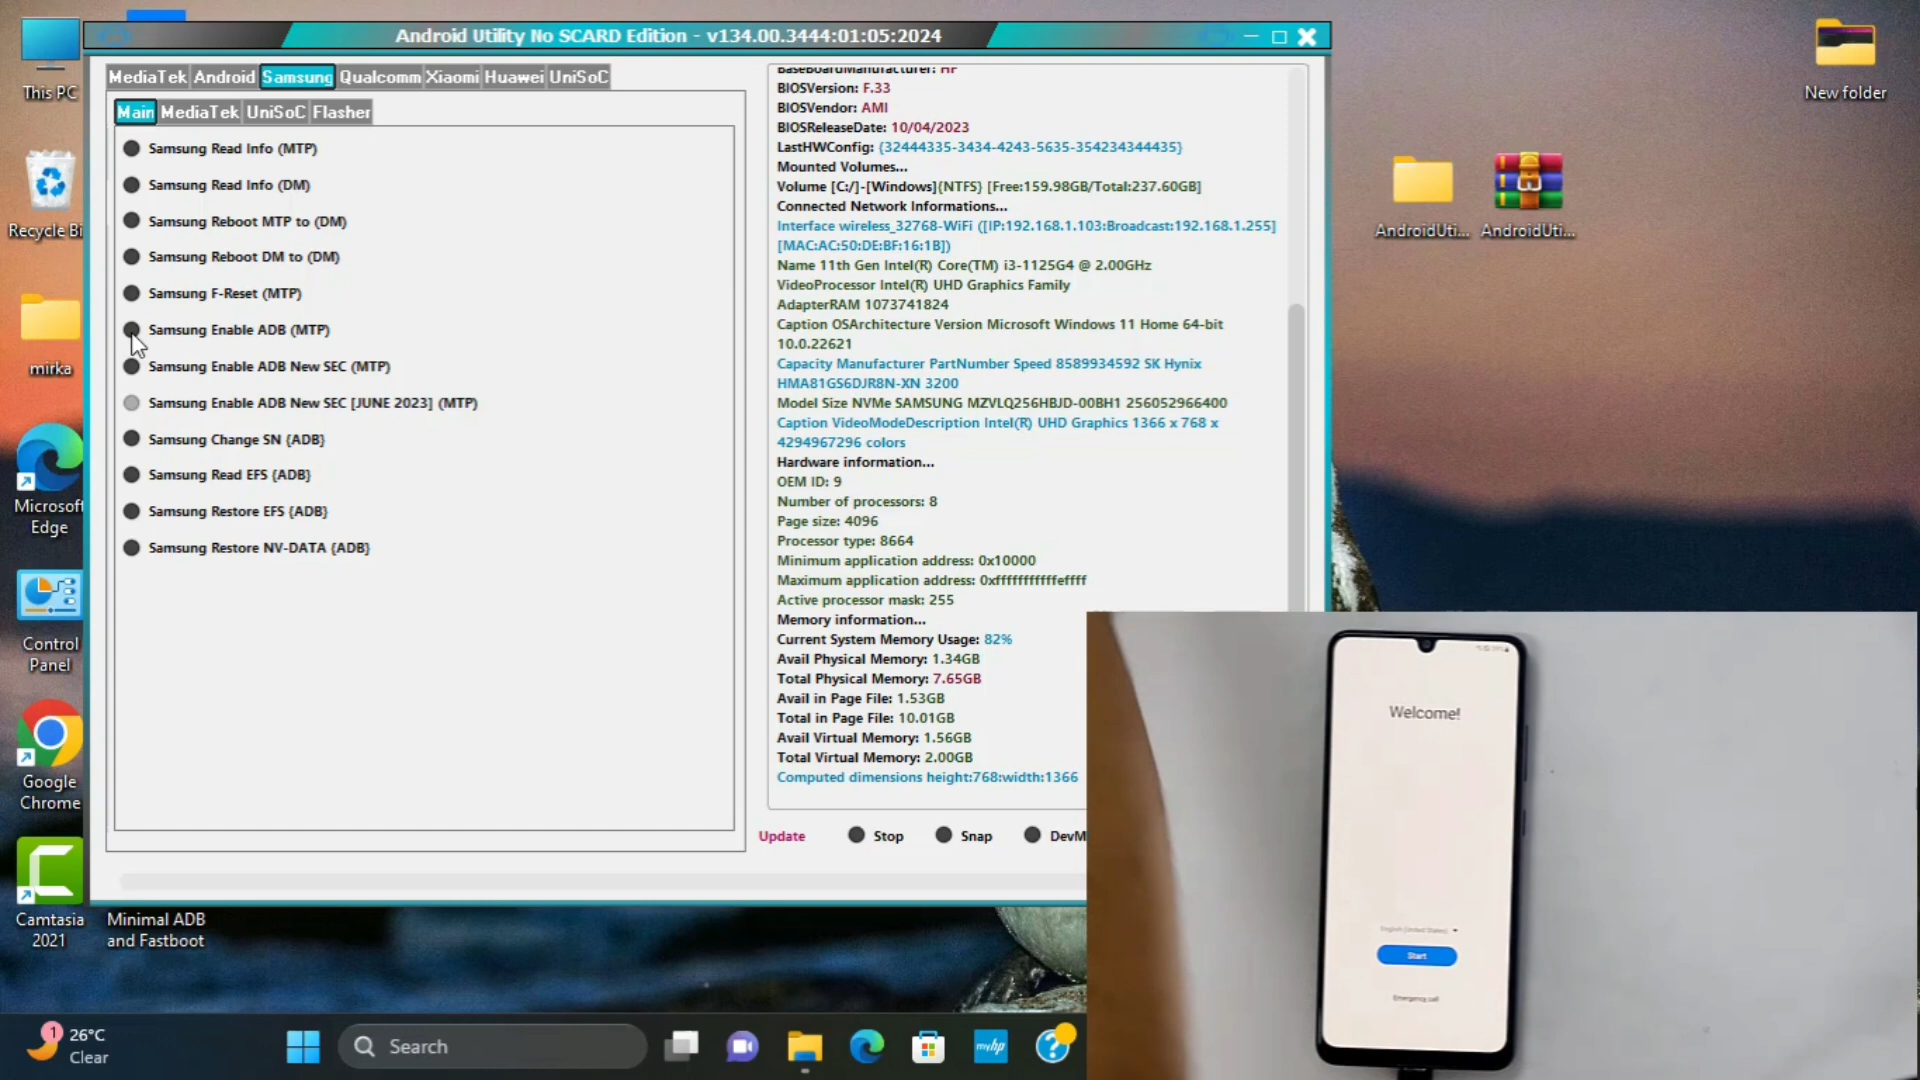 This PC
Recycle Bi
mirka
Microsoft
Edge
Control
Panel
Google
Chrome
Camtasia
2021
Minimal ADB
and Fastboot
New folder
AndroidUti...
AndroidUti...
Android Utility No SCARD Edition - v134.00.3444:01:05:2024
MediaTek Android Samsung Qualcomm Xiaomi Huawei UniSoC
Main MediaTek UniSoC Flasher
Samsung Read Info (MTP)
Samsung Read Info (DM)
Samsung Reboot MTP to (DM)
Samsung Reboot DM to (DM)
Samsung F-Reset (MTP)
Samsung Enable ADB (MTP)
Samsung Enable ADB New SEC (MTP)
Samsung Enable ADB New SEC [JUNE 2023] (MTP)
Samsung Change SN {ADB}
Samsung Read EFS {ADB}
Samsung Restore EFS {ADB}
Samsung Restore NV-DATA {ADB}
BaseBoardManufacturer: HP
BIOSVersion: F.33
BIOSVendor: AMI
BIOSReleaseDate: 10/04/2023
LastHWConfig: {32444335-3434-4243-5635-354234344435}
Mounted Volumes...
Volume [C:/]-[Windows]{NTFS} [Free:159.98GB/Total:237.60GB]
Connected Network Informations...
Interface wireless_32768-WiFi ([IP:192.168.1.103:Broadcast:192.168.1.255]
[MAC:AC:50:DE:BF:16:1B])
Name 11th Gen Intel(R) Core(TM) i3-1125G4 @ 2.00GHz
VideoProcessor Intel(R) UHD Graphics Family
AdapterRAM 1073741824
Caption OSArchitecture Version Microsoft Windows 11 Home 64-bit
10.0.22621
Capacity Manufacturer PartNumber Speed 8589934592 SK Hynix
HMA81GS6DJR8N-XN 3200
Model Size NVMe SAMSUNG MZVLQ256HBJD-00BH1 256052966400
Caption VideoModeDescription Intel(R) UHD Graphics 1366 x 768 x
4294967296 colors
Hardware information...
OEM ID: 9
Number of processors: 8
Page size: 4096
Processor type: 8664
Minimum application address: 0x10000
Maximum application address: 0xfffffffffffeffff
Active processor mask: 255
Memory information...
Current System Memory Usage: 82%
Avail Physical Memory: 1.34GB
Total Physical Memory: 7.65GB
Avail in Page File: 1.53GB
Total in Page File: 10.01GB
Avail Virtual Memory: 1.56GB
Total Virtual Memory: 2.00GB
Computed dimensions height:768:width:1366
Update Stop Snap DevM
Welcome!
English (United States)
Start
Emergency call
1 26°C
Clear
Search
myhp